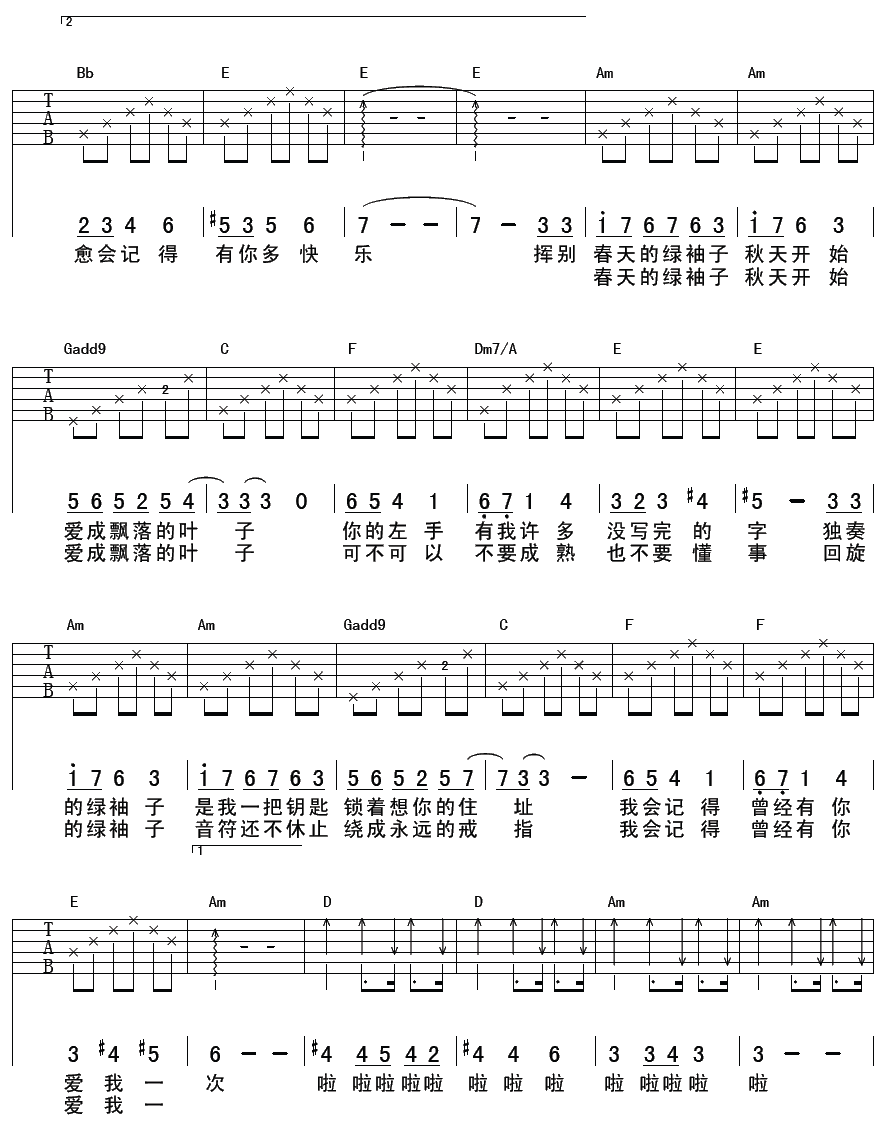 2
Bb E E E Am Am
T
A
B
2 3 4 6 #5 3 5 6 7 - - 7 - 3 3 1 7 6 7 6 3 1 7 6 3
愈会记得 有你多快 乐 挥别 春天的绿袖子 秋天开始
春天的绿袖子 秋天开始
Gadd9 C F Dm7/A E E
T
A
B
2
5 6 5 2 5 4 3 3 3 0 6 5 4 1 6 7 1 4 3 2 3 #4 #5 - 3 3
爱成飘落的叶 子 你的左手 有我许多 没写完的 字 独奏
爱成飘落的叶 子 可不可以 不要成熟 也不要懂 事 回旋
Am Am Gadd9 C F F
T
A
B
2
1 7 6 3 1 7 6 7 6 3 5 6 5 2 5 7 7 3 3 - 6 5 4 1 6 7 1 4
的绿袖子 是我一把钥匙 锁着想你的住 址 我会记得 曾经有你
的绿袖子 音符还不休止 绕成永远的戒 指 我会记得 曾经有你
1
E Am D D Am Am
T
A
B
3 #4 #5 6 - - #4 4 5 4 2 #4 4 6 3 3 4 3 3 - -
爱我一 次 啦 啦啦啦啦 啦 啦 啦 啦 啦啦啦 啦
爱我一